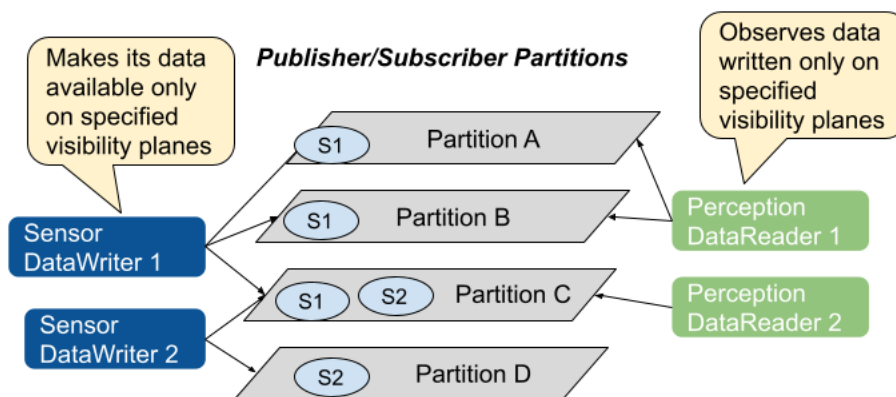 Makes its data
available only
on specified
visibility planes
Publisher/Subscriber Partitions
Observes data
written only on
specified
visibility planes
S1
Partition A
S1
Partition B
Sensor
DataWriter 1
Perception
DataReader 1
S1
S2
Partition C
Sensor
DataWriter 2
Perception
DataReader 2
S2
Partition D